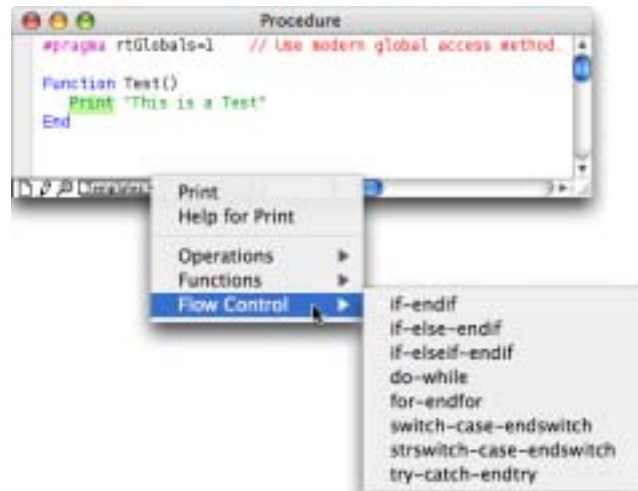 Procedure
#pragma rtGlobals=1 // Use modern global access method.
Function Test()
Print "This is a Test"
End
Templates
Print
Help for Print
Operations
Functions
Flow Control
if-endif
if-else-endif
if-elseif-endif
do-while
for-endfor
switch-case-endswitch
strswitch-case-endswitch
try-catch-endtry